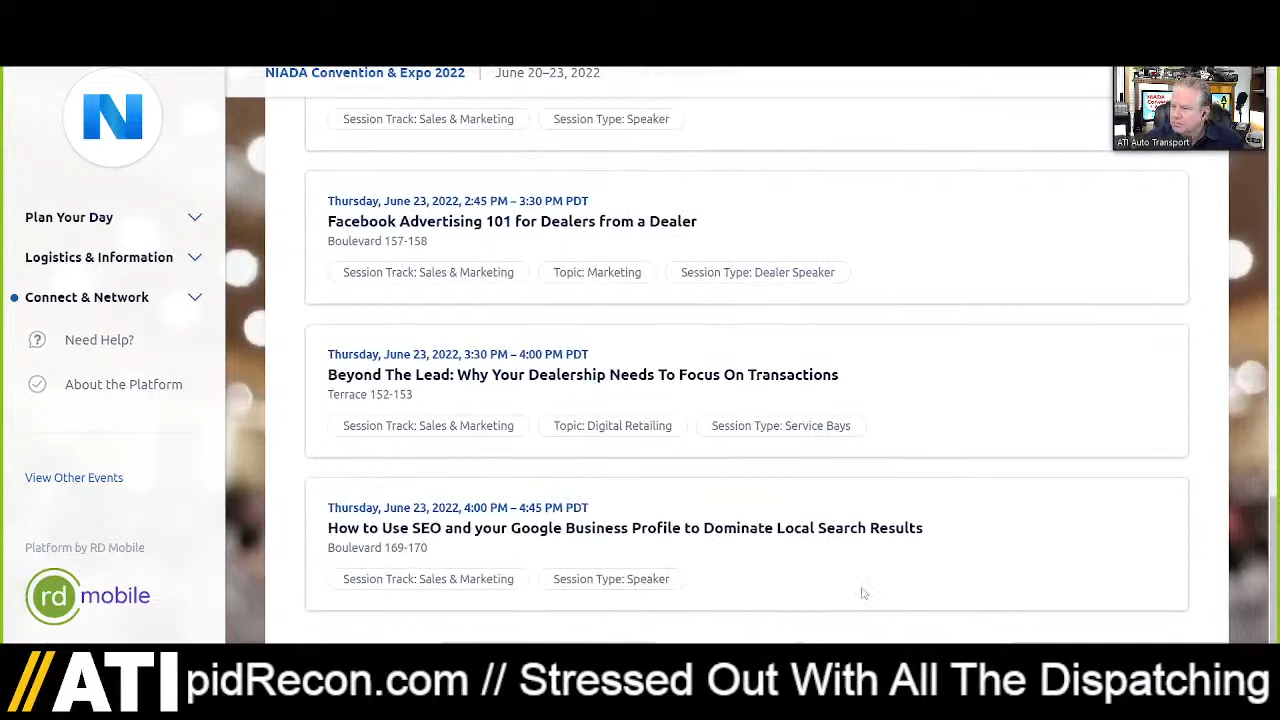 NIADA Convention & Expo 2022 | June 20–23, 2022
N
Session Track: Sales & Marketing
Session Type: Speaker
ATI Auto Transport
Plan Your Day
Logistics & Information
Connect & Network
Need Help?
About the Platform
View Other Events
Platform by RD Mobile
rd mobile
Thursday, June 23, 2022, 2:45 PM – 3:30 PM PDT
Facebook Advertising 101 for Dealers from a Dealer
Boulevard 157-158
Session Track: Sales & Marketing
Topic: Marketing
Session Type: Dealer Speaker
Thursday, June 23, 2022, 3:30 PM – 4:00 PM PDT
Beyond The Lead: Why Your Dealership Needs To Focus On Transactions
Terrace 152-153
Session Track: Sales & Marketing
Topic: Digital Retailing
Session Type: Service Bays
Thursday, June 23, 2022, 4:00 PM – 4:45 PM PDT
How to Use SEO and your Google Business Profile to Dominate Local Search Results
Boulevard 169-170
Session Track: Sales & Marketing
Session Type: Speaker
//ATI
pidRecon.com // Stressed Out With All The Dispatching